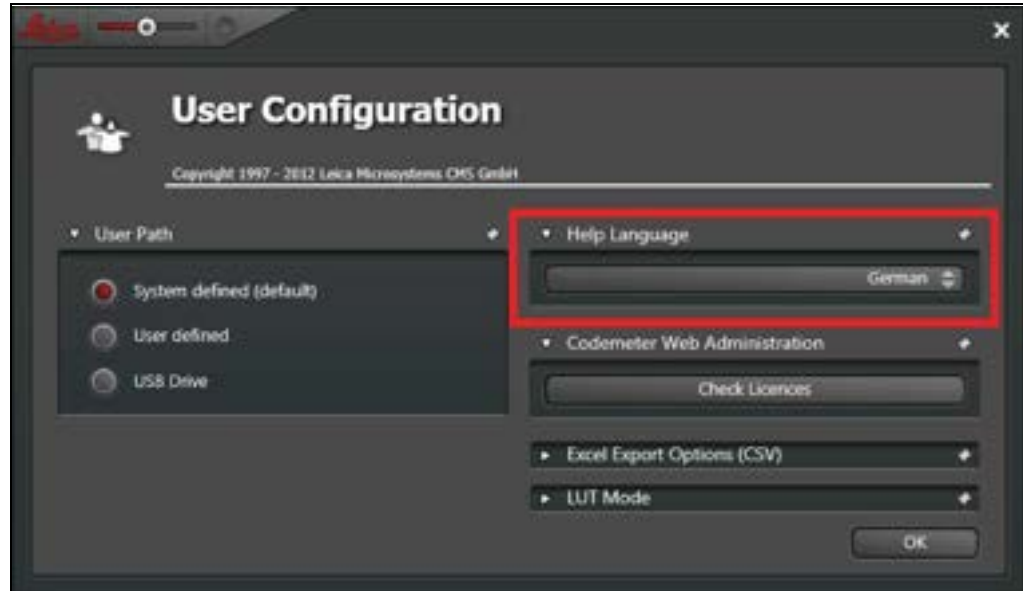 Leica
User Configuration
Copyright 1997 - 2012 Leica Microsystems CMS GmbH
User Path
System defined (default)
User defined
USB Drive
Help Language
German
Codemeter Web Administration
Check Licences
Excel Export Options (CSV)
LUT Mode
OK